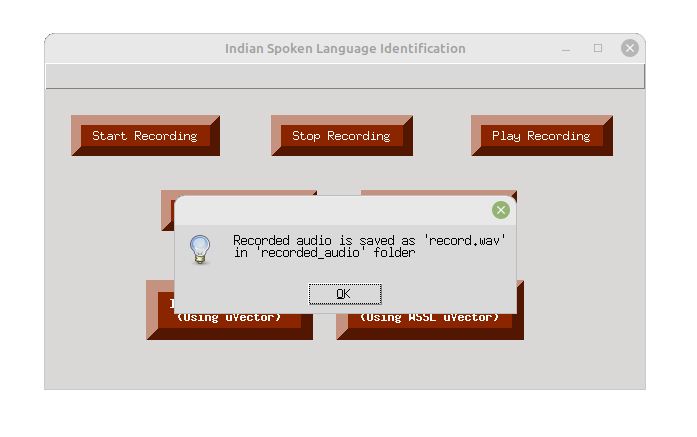 Indian Spoken Language Identification
Start Recording
Stop Recording
Play Recording
Recorded audio is saved as 'record.wav'
in 'recorded_audio' folder
OK
(Using uVector)
(Using WSSL uVector)